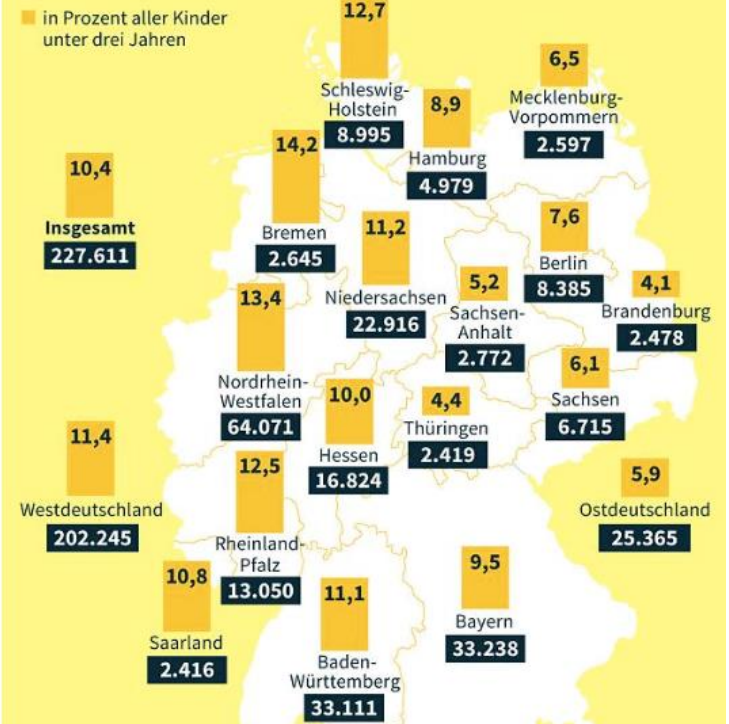 in Prozent aller Kinder
unter drei Jahren
12,7
Schleswig-
Holstein
8.995
6,5
Mecklenburg-
Vorpommern
2.597
8,9
Hamburg
4.979
14,2
Bremen
2.645
10,4
Insgesamt
227.611
11,2
Niedersachsen
22.916
7,6
Berlin
8.385
5,2
Sachsen-
Anhalt
2.772
4,1
Brandenburg
2.478
13,4
Nordrhein-
Westfalen
64.071
10,0
Hessen
16.824
4,4
Thüringen
2.419
6,1
Sachsen
6.715
11,4
Westdeutschland
202.245
12,5
Rheinland-
Pfalz
13.050
5,9
Ostdeutschland
25.365
10,8
Saarland
2.416
11,1
Baden-
Württemberg
33.111
9,5
Bayern
33.238